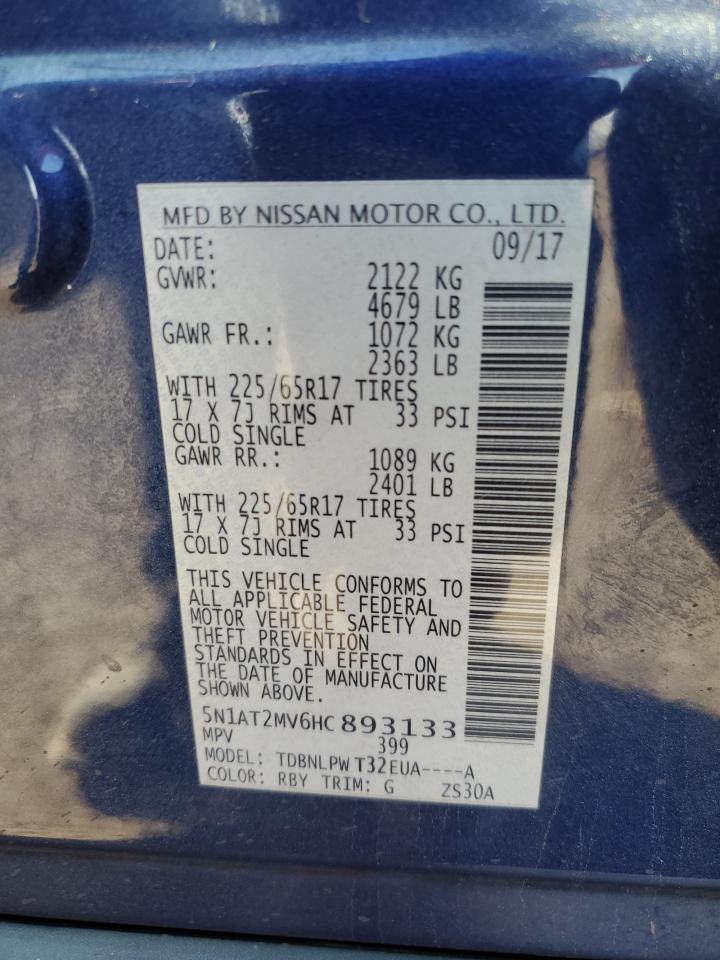 MFD BY NISSAN MOTOR CO., LTD.
DATE: 09/17
GVWR: 2122 KG
4679 LB
GAWR FR.: 1072 KG
2363 LB
WITH 225/65R17 TIRES
17 X 7J RIMS AT 33 PSI
COLD SINGLE
GAWR RR.: 1089 KG
2401 LB
WITH 225/65R17 TIRES
17 X 7J RIMS AT 33 PSI
COLD SINGLE
THIS VEHICLE CONFORMS TO
ALL APPLICABLE FEDERAL
MOTOR VEHICLE SAFETY AND
THEFT PREVENTION
STANDARDS IN EFFECT ON
THE DATE OF MANUFACTURE
SHOWN ABOVE.
5N1AT2MV6HC893133
MPV 399
MODEL: TDBNLPW T32EUA----A
COLOR: RBY TRIM: G ZS30A